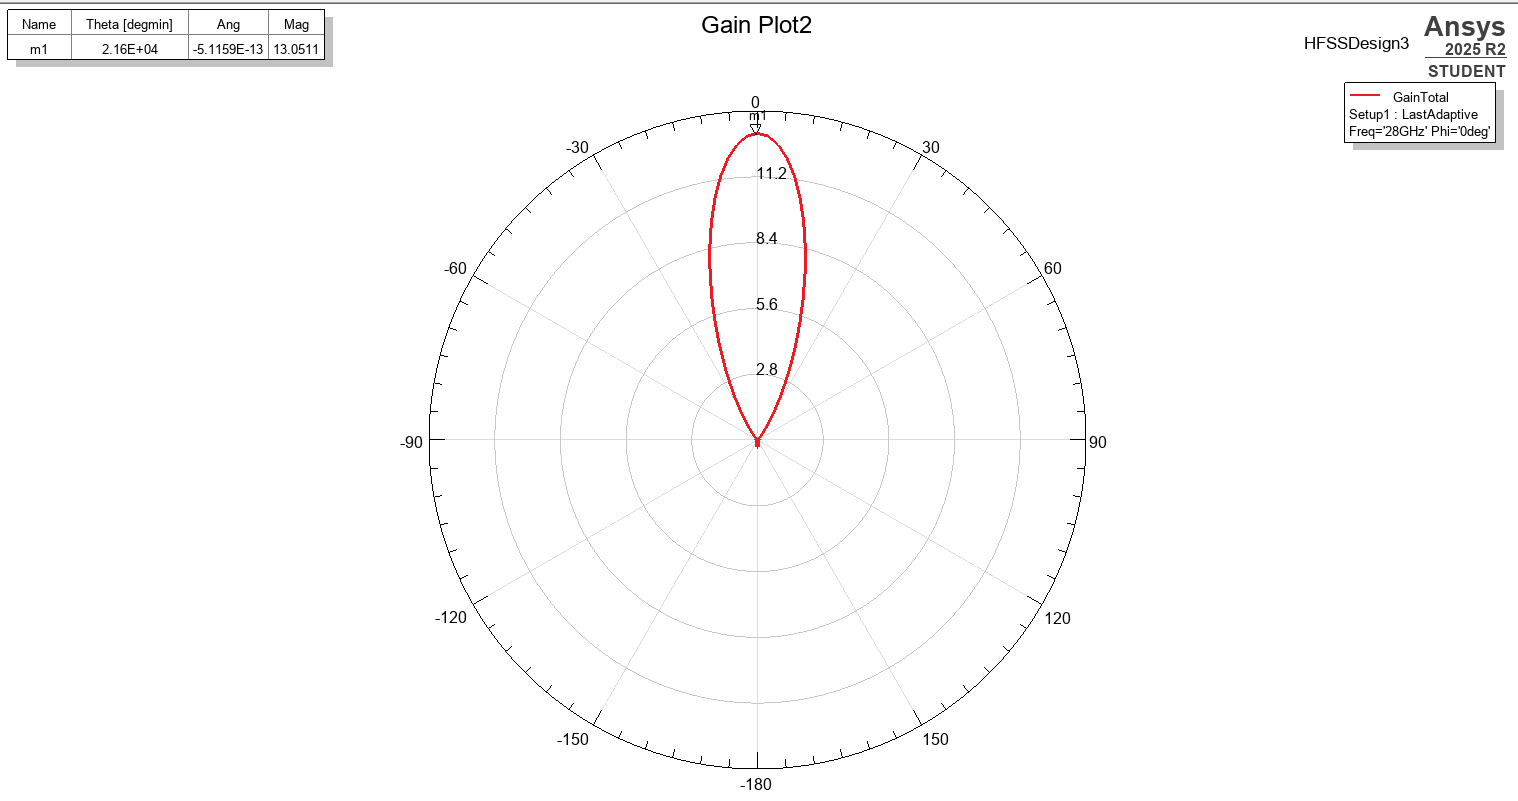 Name Theta [degmin] Ang Mag
m1 2.16E+04 -5.1159E-13 13.0511
Gain Plot2
HFSSDesign3
Ansys
2025 R2
STUDENT
GainTotal
Setup1 : LastAdaptive
Freq='28GHz' Phi='0deg'
0
m1
-30
30
11.2
8.4
-60
60
5.6
2.8
-90
90
-120
120
-150
150
-180